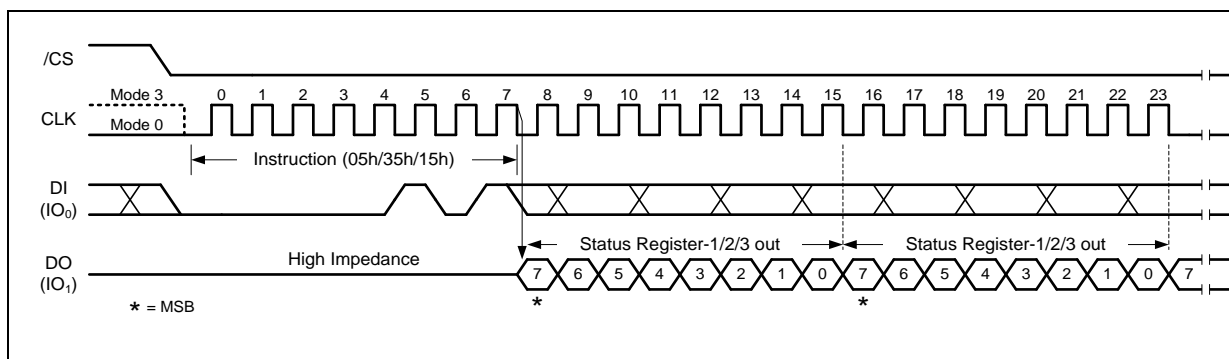 /CS
Mode 3
0 1 2 3 4 5 6 7 8 9 10 11 12 13 14 15 16 17 18 19 20 21 22 23
CLK
Mode 0
Instruction (05h/35h/15h)
DI
(IO₀)
Status Register-1/2/3 out
Status Register-1/2/3 out
High Impedance
DO
(IO₁)
7 6 5 4 3 2 1 0 7 6 5 4 3 2 1 0 7
* *
* = MSB